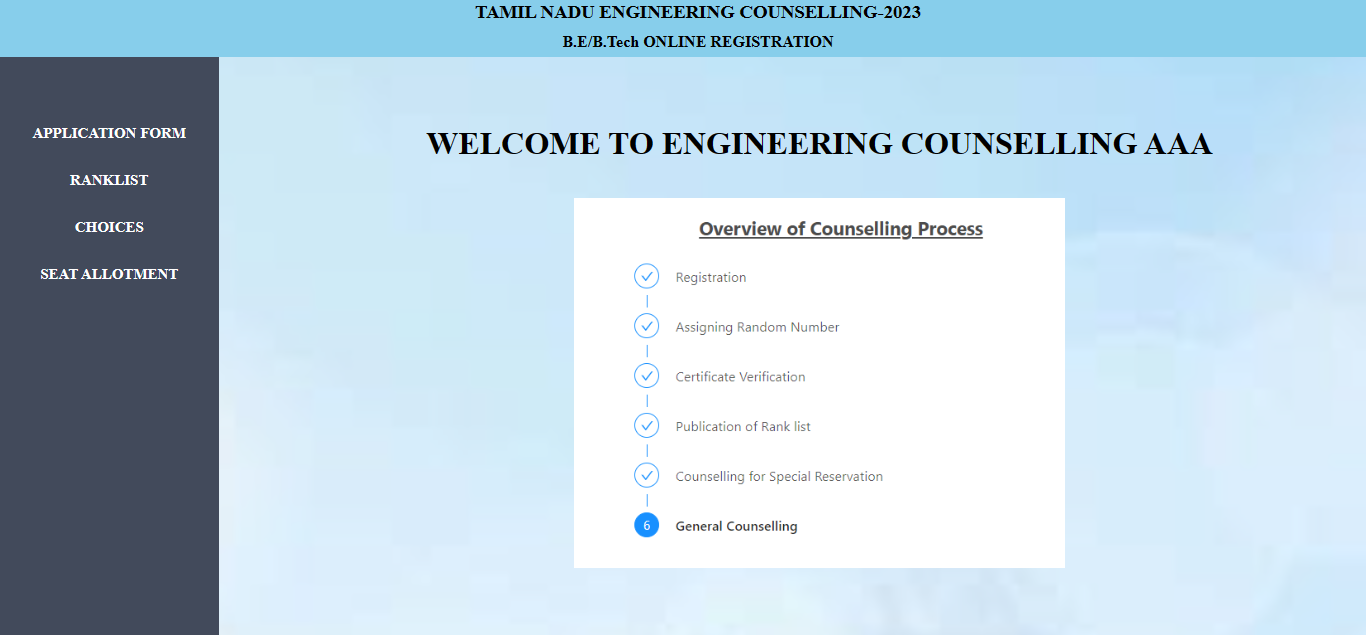 TAMIL NADU ENGINEERING COUNSELLING-2023
B.E/B.Tech ONLINE REGISTRATION
APPLICATION FORM
RANKLIST
CHOICES
SEAT ALLOTMENT
WELCOME TO ENGINEERING COUNSELLING AAA
Overview of Counselling Process
Registration
Assigning Random Number
Certificate Verification
Publication of Rank list
Counselling for Special Reservation
6 General Counselling